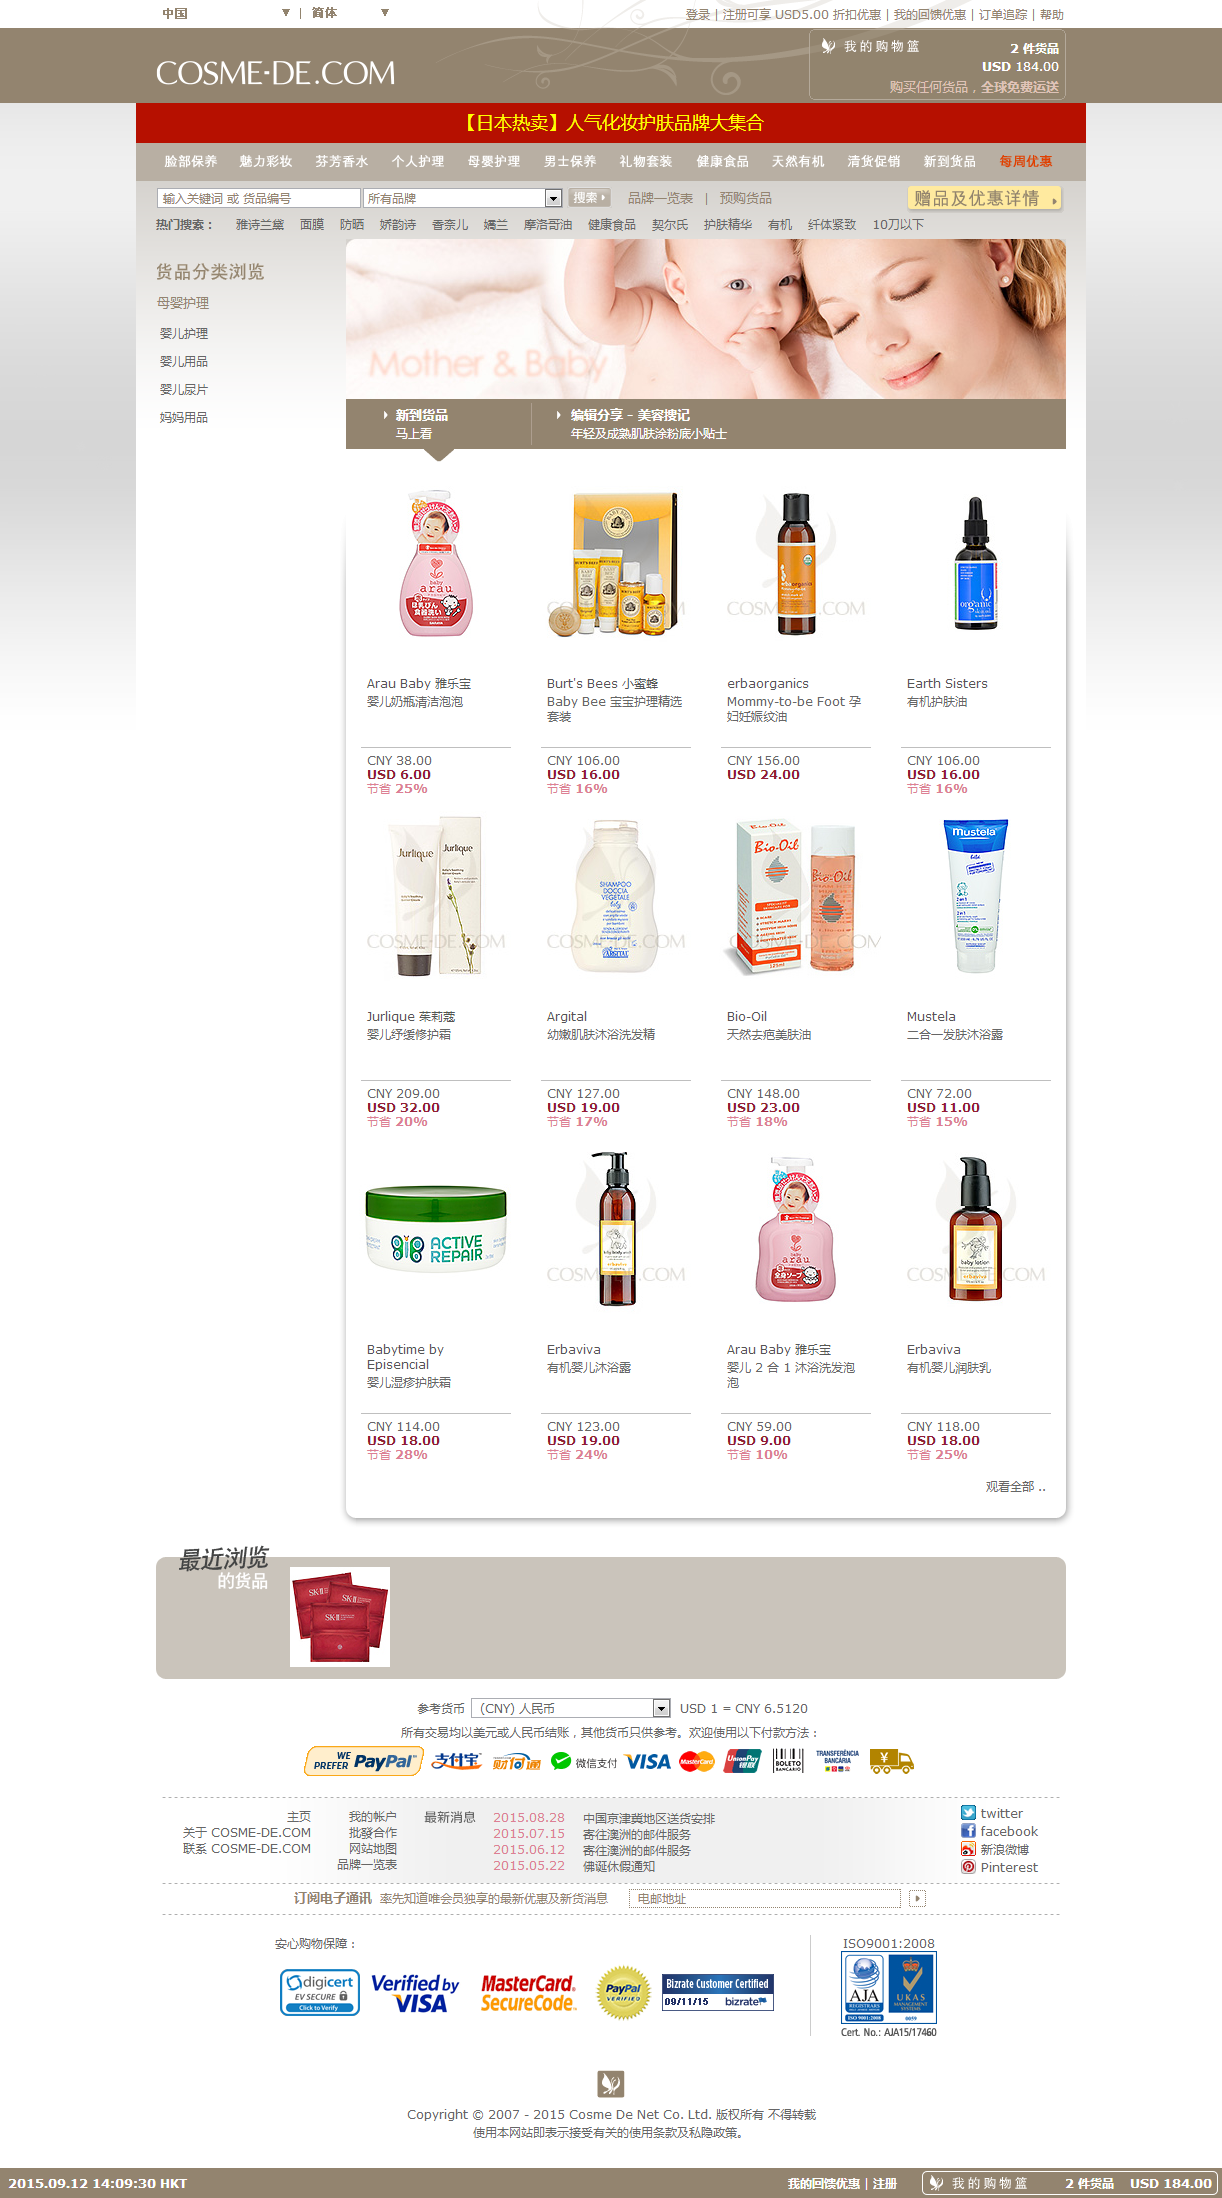 中国 ▼ | 简体 ▼
登录 | 注册可享 USD5.00 折扣优惠 | 我的回馈优惠 | 订单追踪 | 帮助
COSME-DE.COM
我的购物篮
2 件货品
USD 184.00
购买任何货品，全球免费运送
【日本热卖】人气化妆护肤品牌大集合
脸部保养 魅力彩妆 芬芳香水 个人护理 母婴护理 男士保养 礼物套装 健康食品 天然有机 清货促销 新到货品 每周优惠
输入关键词 或 货品编号 所有品牌 搜索 品牌一览表 | 预购货品 赠品及优惠详情
热门搜索： 雅诗兰黛 面膜 防晒 娇韵诗 香奈儿 嬌兰 摩洛哥油 健康食品 契尔氏 护肤精华 有机 纤体紧致 10刀以下
货品分类浏览
母婴护理
婴儿护理
婴儿用品
婴儿尿片
妈妈用品
Mother & Baby
新到货品
马上看
编辑分享 - 美容搜记
年轻及成熟肌肤涂粉底小贴士
Arau Baby 雅乐宝
婴儿奶瓶清洁泡泡
CNY 38.00
USD 6.00
节省 25%
Burt's Bees 小蜜蜂
Baby Bee 宝宝护理精选
套装
CNY 106.00
USD 16.00
节省 16%
erbaorganics
Mommy-to-be Foot 孕
妇妊娠纹油
CNY 156.00
USD 24.00
Earth Sisters
有机护肤油
CNY 106.00
USD 16.00
节省 16%
Jurlique 茱莉蔻
婴儿纾缓修护霜
CNY 209.00
USD 32.00
节省 20%
Argital
幼嫩肌肤沐浴洗发精
CNY 127.00
USD 19.00
节省 17%
Bio-Oil
天然去疤美肤油
CNY 148.00
USD 23.00
节省 18%
Mustela
二合一发肤沐浴露
CNY 72.00
USD 11.00
节省 15%
ACTIVE
REPAIR
Babytime by
Episencial
婴儿湿疹护肤霜
CNY 114.00
USD 18.00
节省 28%
Erbaviva
有机婴儿沐浴露
CNY 123.00
USD 19.00
节省 24%
Arau Baby 雅乐宝
婴儿 2 合 1 沐浴洗发泡
泡
CNY 59.00
USD 9.00
节省 10%
Erbaviva
有机婴儿润肤乳
CNY 118.00
USD 18.00
节省 25%
观看全部 ..
最近浏览
的货品
参考货币 (CNY) 人民币 USD 1 = CNY 6.5120
所有交易均以美元或人民币结账，其他货币只供参考。欢迎使用以下付款方法：
WE PREFER PayPal 支付宝 财付通 微信支付 VISA MasterCard UnionPay 银联 BOLETO BANCÁRIO TRANSFERÊNCIA BANCÁRIA ¥
主页
关于 COSME-DE.COM
联系 COSME-DE.COM
我的帐户
批發合作
网站地图
品牌一览表
最新消息
2015.08.28 中国京津冀地区送货安排
2015.07.15 寄往澳洲的邮件服务
2015.06.12 寄往澳洲的邮件服务
2015.05.22 佛诞休假通知
twitter
facebook
新浪微博
Pinterest
订阅电子通讯 率先知道唯会员独享的最新优惠及新货消息 电邮地址
安心购物保障：
digicert
EV SECURE
Click to Verify
Verified by
VISA
MasterCard.
SecureCode.
PayPal
VERIFIED
Bizrate Customer Certified
09/11/15 bizrate
ISO9001:2008
AJA
REGISTRARS
UKAS
MANAGEMENT
SYSTEMS
Cert. No.: AJA15/17460
Copyright © 2007 - 2015 Cosme De Net Co. Ltd. 版权所有 不得转载
使用本网站即表示接受有关的使用条款及私隐政策。
2015.09.12 14:09:30 HKT
我的回馈优惠 | 注册
我的购物篮 2 件货品 USD 184.00